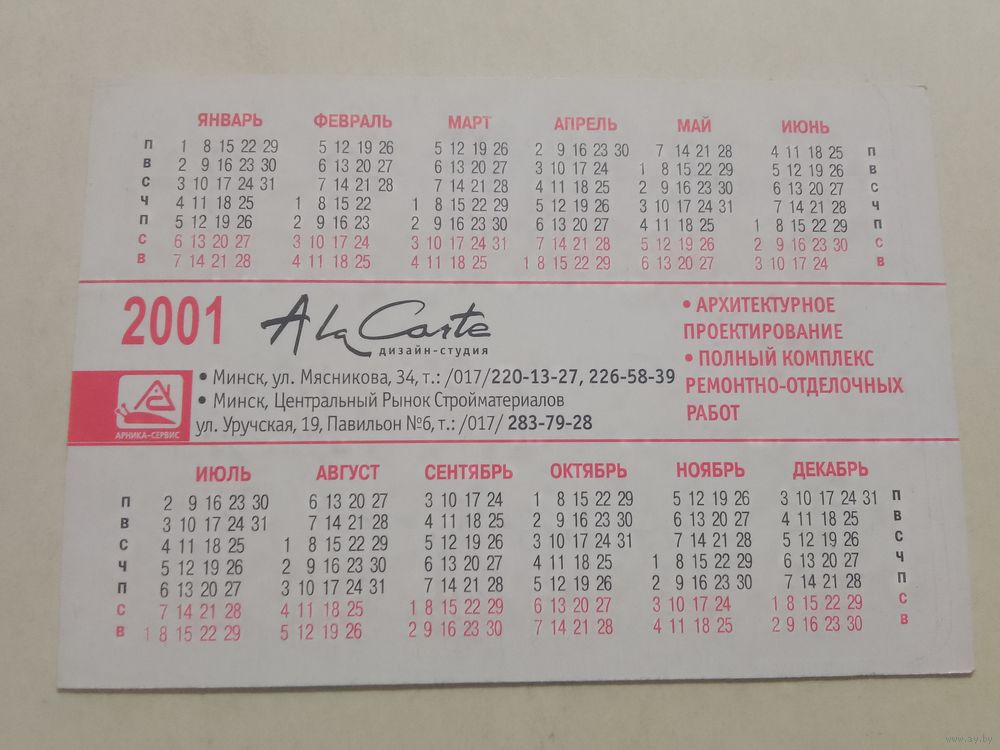 ЯНВАРЬ ФЕВРАЛЬ МАРТ АПРЕЛЬ МАЙ ИЮНЬ
П 1 8 15 22 29 5 12 19 26 5 12 19 26 2 9 16 23 30 7 14 21 28 4 11 18 25 П
В 2 9 16 23 30 6 13 20 27 6 13 20 27 3 10 17 24 1 8 15 22 29 5 12 19 26 В
С 3 10 17 24 31 7 14 21 28 7 14 21 28 4 11 18 25 2 9 16 23 30 6 13 20 27 С
Ч 4 11 18 25 1 8 15 22 1 8 15 22 29 5 12 19 26 3 10 17 24 31 7 14 21 28 Ч
П 5 12 19 26 2 9 16 23 2 9 16 23 30 6 13 20 27 4 11 18 25 1 8 15 22 29 П
С 6 13 20 27 3 10 17 24 3 10 17 24 31 7 14 21 28 5 12 19 26 2 9 16 23 30 С
В 7 14 21 28 4 11 18 25 4 11 18 25 1 8 15 22 29 6 13 20 27 3 10 17 24 В
2001 A La Carte
дизайн-студия
• Минск, ул. Мясникова, 34, т.: /017/220-13-27, 226-58-39
• Минск, Центральный Рынок Стройматериалов
ул. Уручская, 19, Павильон №6, т.: /017/ 283-79-28
АРНИКА-СЕРВИС
• АРХИТЕКТУРНОЕ
ПРОЕКТИРОВАНИЕ
• ПОЛНЫЙ КОМПЛЕКС
РЕМОНТНО-ОТДЕЛОЧНЫХ
РАБОТ
ИЮЛЬ АВГУСТ СЕНТЯБРЬ ОКТЯБРЬ НОЯБРЬ ДЕКАБРЬ
П 2 9 16 23 30 6 13 20 27 3 10 17 24 1 8 15 22 29 5 12 19 26 3 10 17 24 31 П
В 3 10 17 24 31 7 14 21 28 4 11 18 25 2 9 16 23 30 6 13 20 27 4 11 18 25 В
С 4 11 18 25 1 8 15 22 29 5 12 19 26 3 10 17 24 31 7 14 21 28 5 12 19 26 С
Ч 5 12 19 26 2 9 16 23 30 6 13 20 27 4 11 18 25 1 8 15 22 29 6 13 20 27 Ч
П 6 13 20 27 3 10 17 24 31 7 14 21 28 5 12 19 26 2 9 16 23 30 7 14 21 28 П
С 7 14 21 28 4 11 18 25 1 8 15 22 29 6 13 20 27 3 10 17 24 1 8 15 22 29 С
В 1 8 15 22 29 5 12 19 26 2 9 16 23 30 7 14 21 28 4 11 18 25 2 9 16 23 30 В
www.ay.by